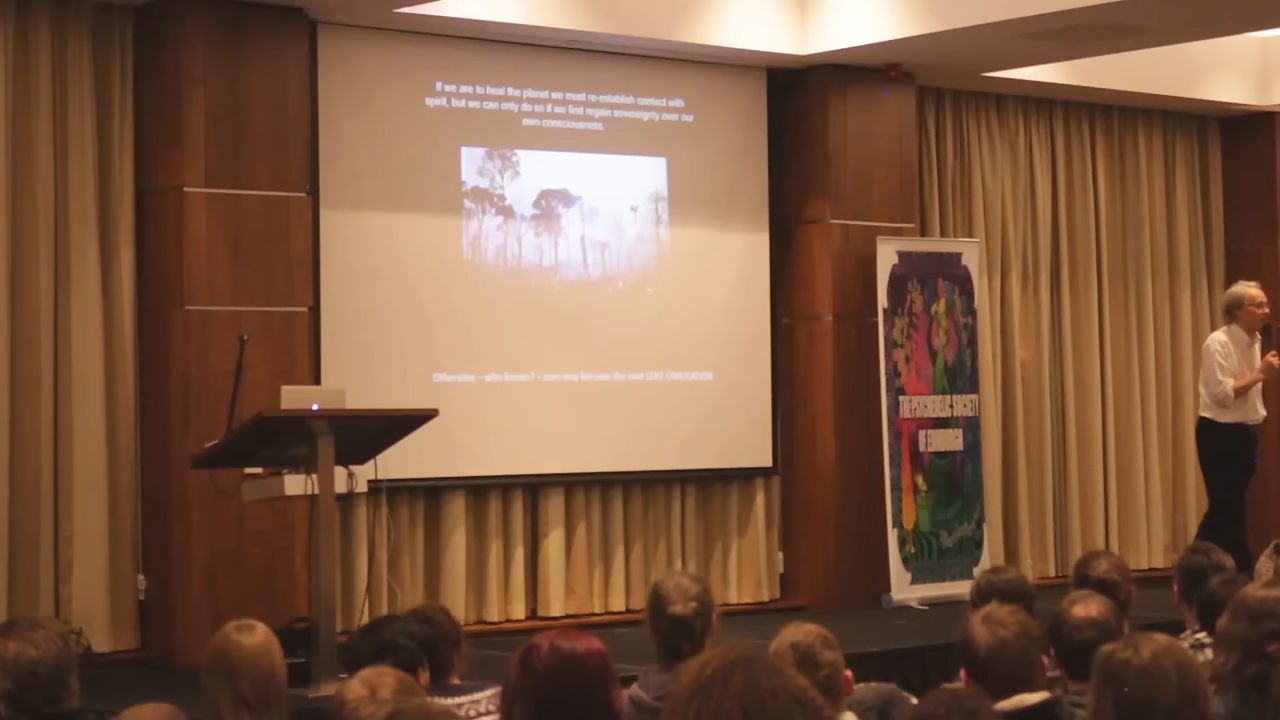 If we are to heal the planet we must re-establish contact with
spirit, but we can only do so if we first regain sovereignty over our
own consciousness.
Otherwise - who knows? - ours may become the next LOST CIVILISATION
THE PSYCHEDELIC SOCIETY
OF EDINBURGH